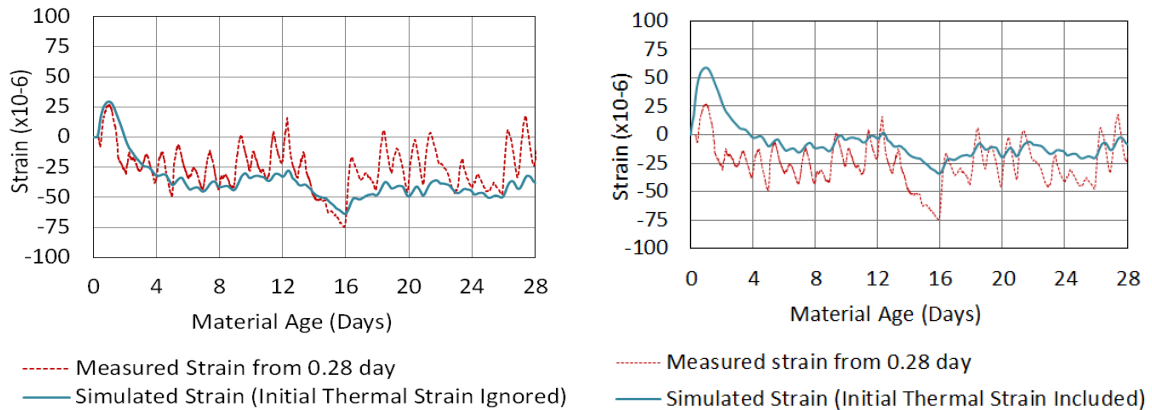 100
75
50
25
0
-25
-50
-75
-100
Strain (x10-6)
0 4 8 12 16 20 24 28
Material Age (Days)
Measured Strain from 0.28 day
Simulated Strain (Initial Thermal Strain Ignored)
100
75
50
25
0
-25
-50
-75
-100
Strain (x10-6)
0 4 8 12 16 20 24 28
Material Age (Days)
Measured strain from 0.28 day
Simulated Strain (Initial Thermal Strain Included)